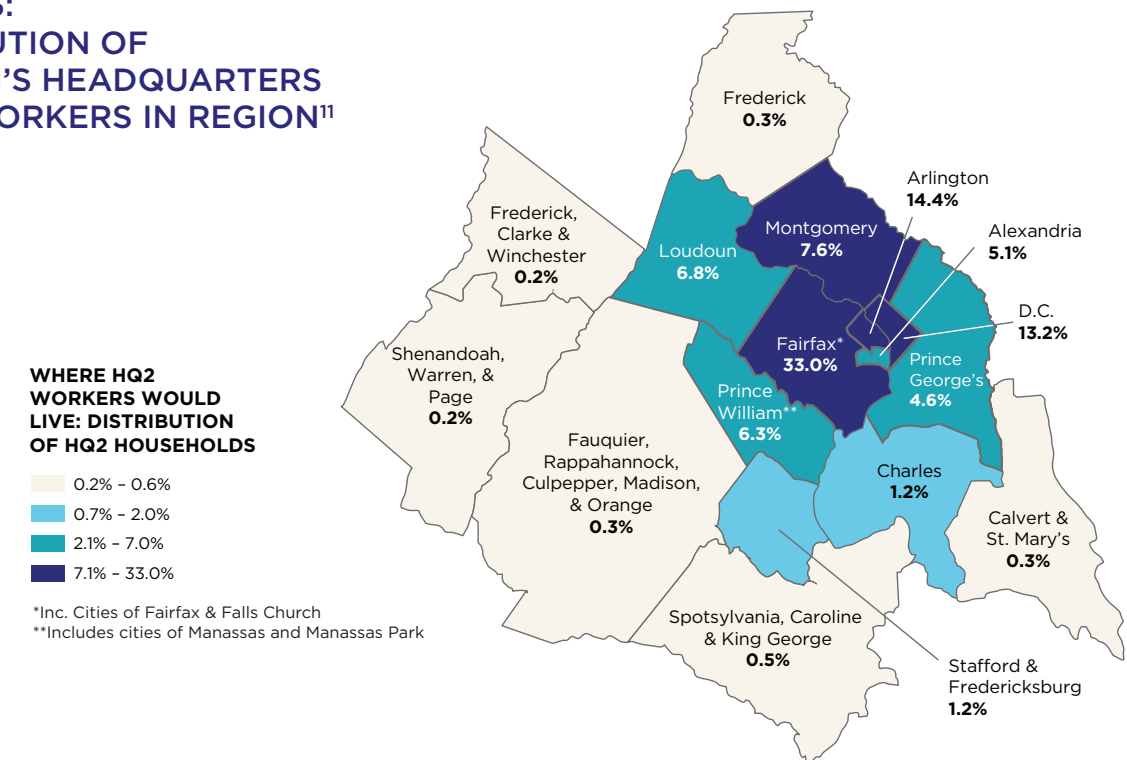 UTION OF
'S HEADQUARTERS
ORKERS IN REGION¹¹
Frederick
0.3%
Arlington
14.4%
Alexandria
5.1%
D.C.
13.2%
Montgomery
7.6%
Loudoun
6.8%
Frederick,
Clarke &
Winchester
0.2%
Fairfax*
33.0%
Prince
George's
4.6%
Shenandoah,
Warren, &
Page
0.2%
Prince
William**
6.3%
Fauquier,
Rappahannock,
Culpepper, Madison,
& Orange
0.3%
Charles
1.2%
Calvert &
St. Mary's
0.3%
Spotsylvania, Caroline
& King George
0.5%
Stafford &
Fredericksburg
1.2%
WHERE HQ2
WORKERS WOULD
LIVE: DISTRIBUTION
OF HQ2 HOUSEHOLDS
0.2% – 0.6%
0.7% – 2.0%
2.1% – 7.0%
7.1% – 33.0%
*Inc. Cities of Fairfax & Falls Church
**Includes cities of Manassas and Manassas Park